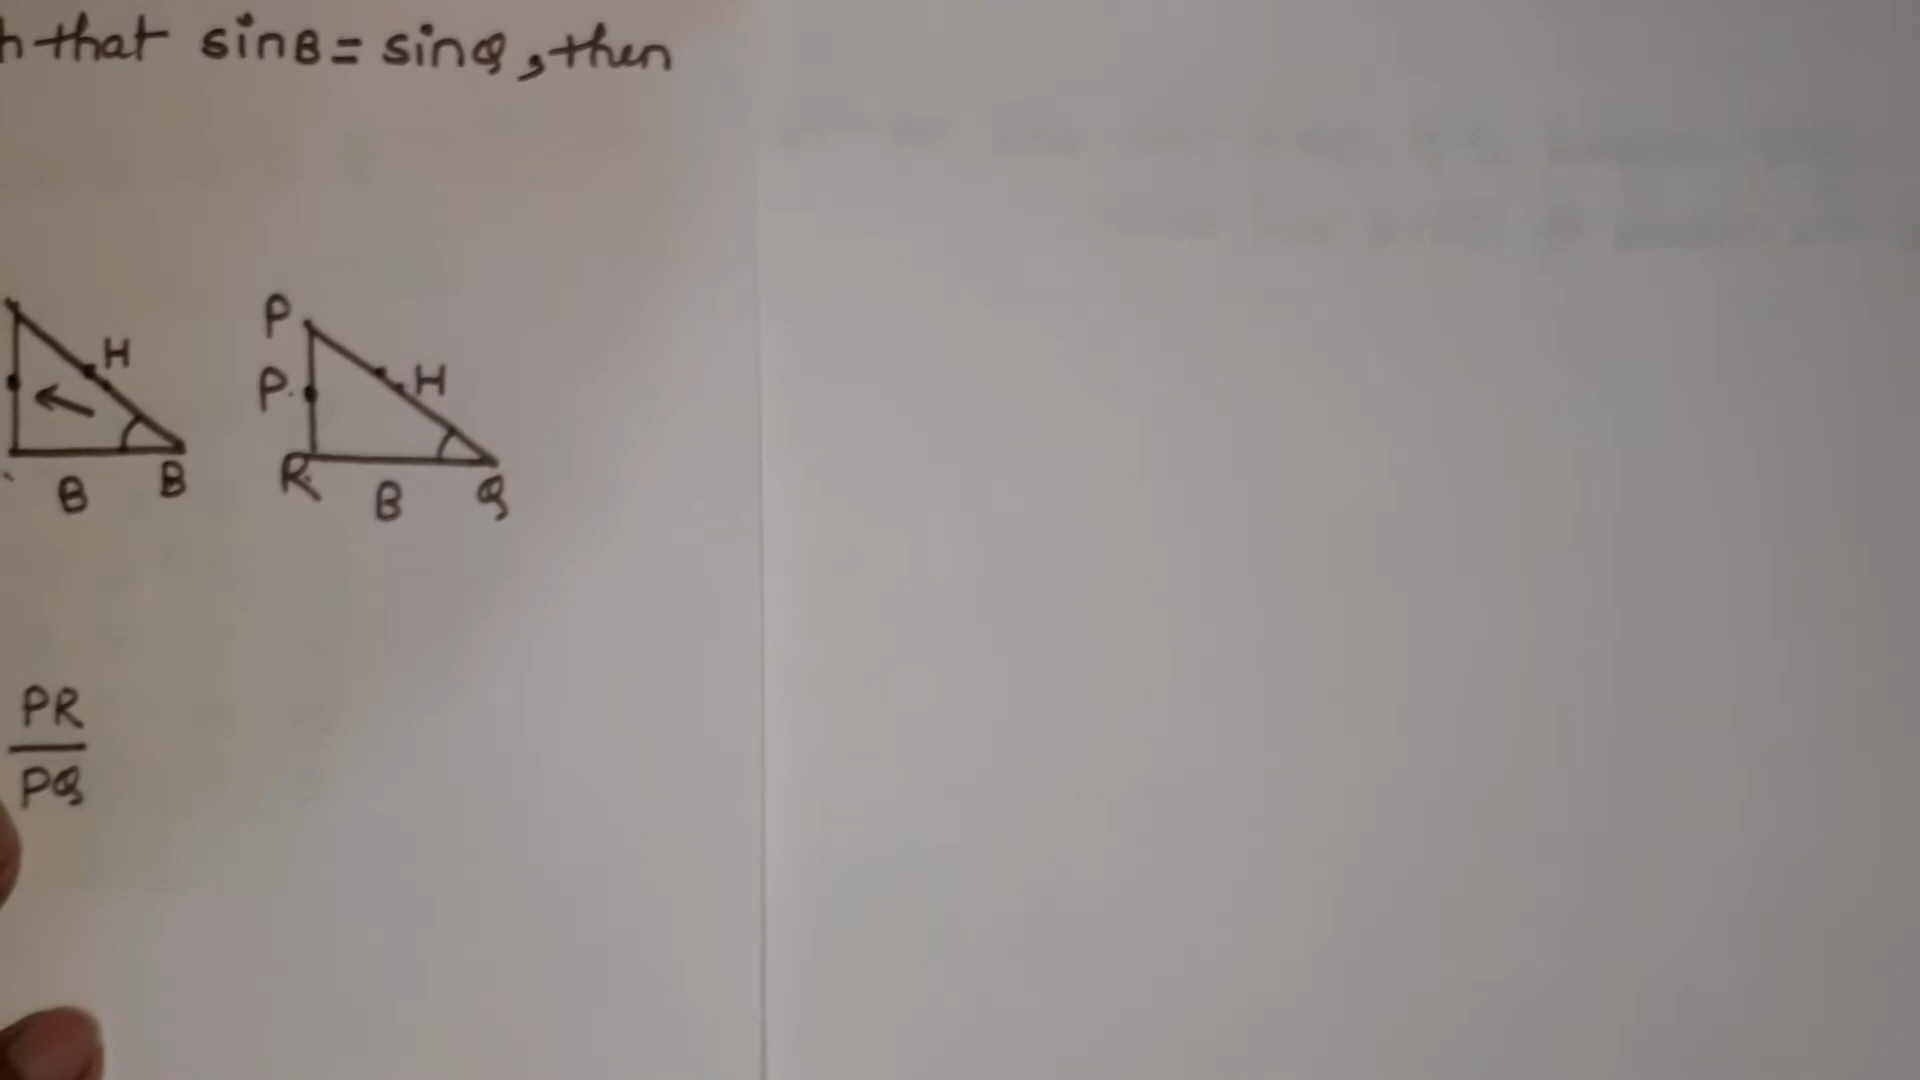 that sinB = sinQ, then
P
H
P
H
R
B
B
B
Q
PR
PQ